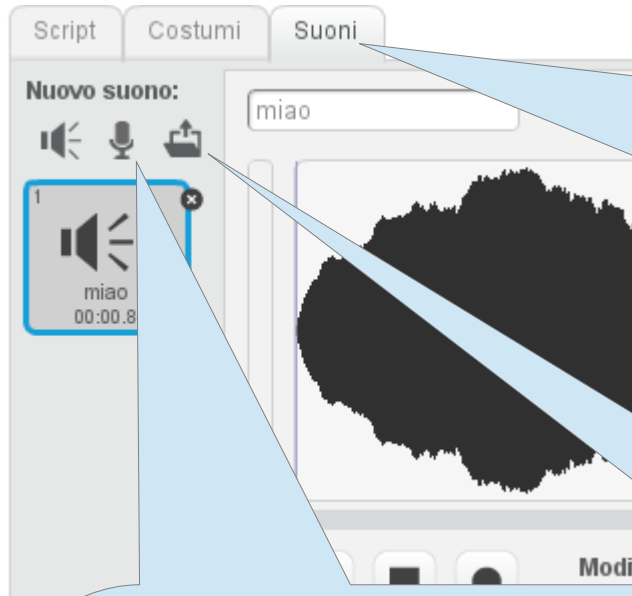 Script Costumi Suoni
Nuovo suono:
miao
1
miao
00:00.8
Modi